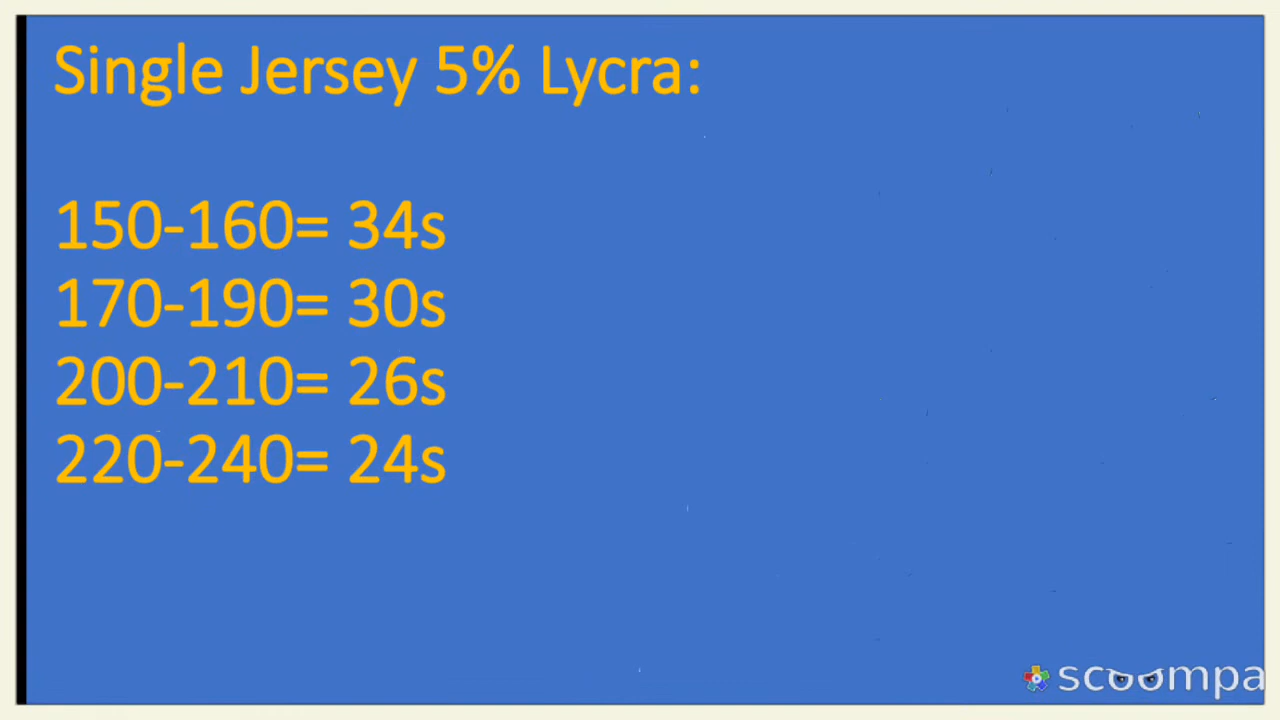 Single Jersey 5% Lycra:
150-160= 34s
170-190= 30s
200-210= 26s
220-240= 24s
scoompa